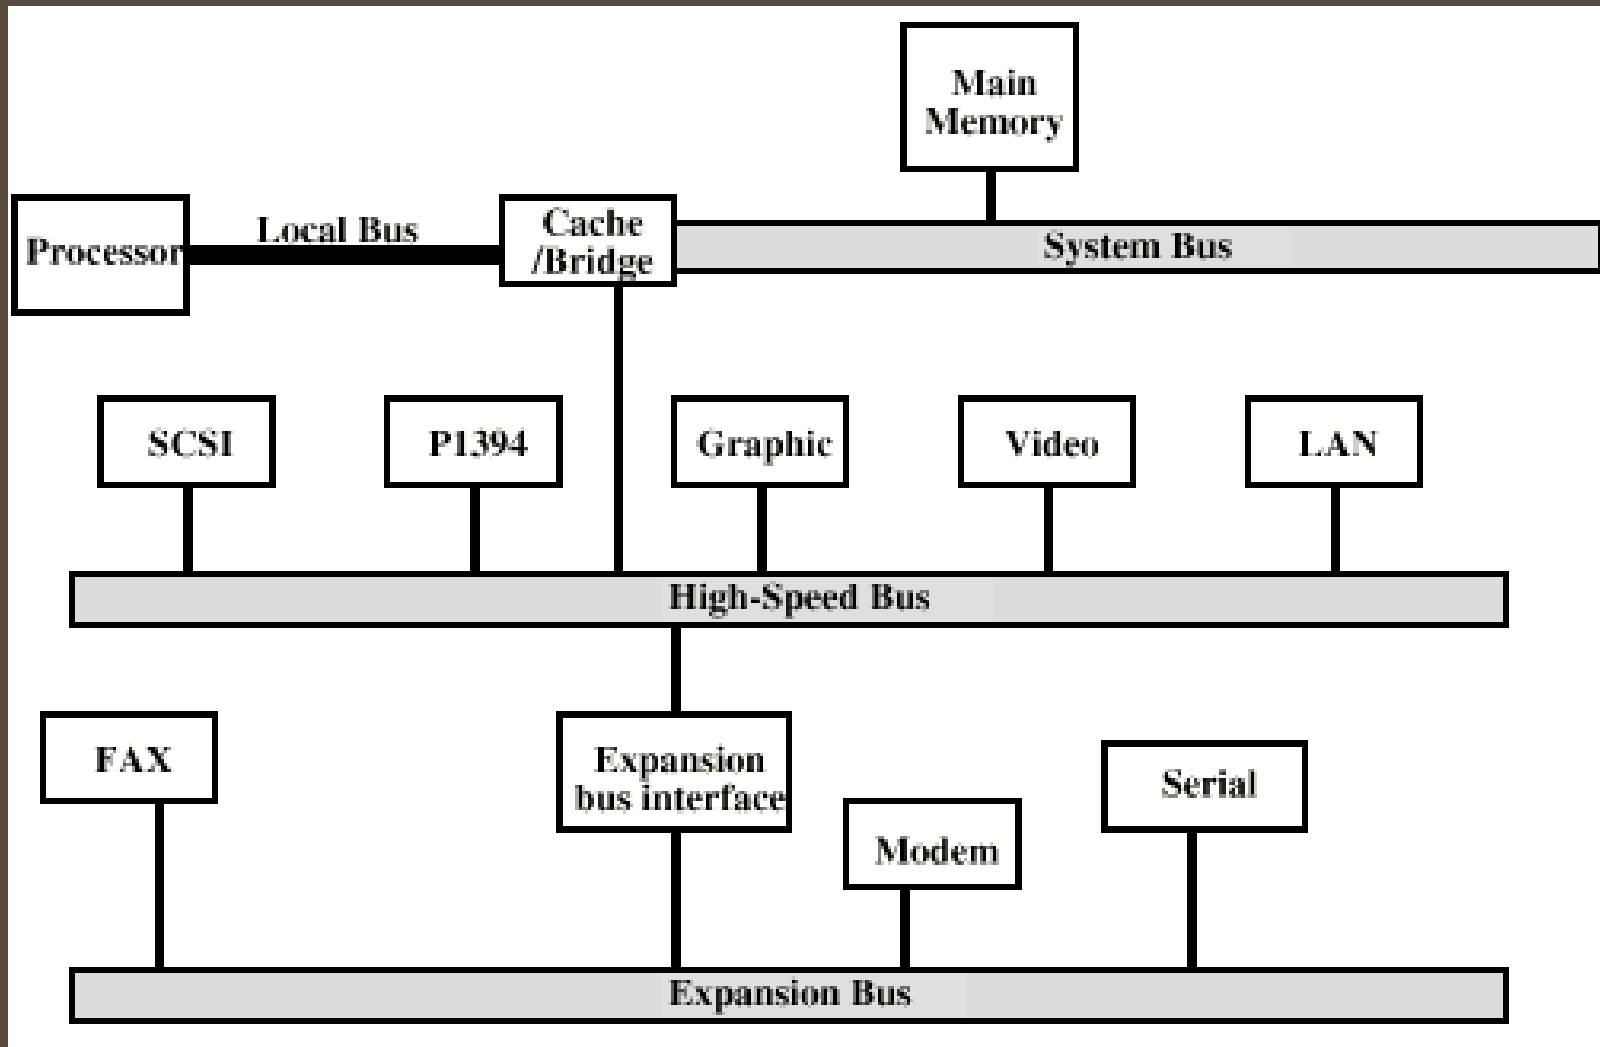 Main
Memory
Local Bus
Cache
/Bridge
Processor
System Bus
SCSI
P1394
Graphic
Video
LAN
High-Speed Bus
FAX
Expansion
bus interface
Serial
Modem
Expansion Bus